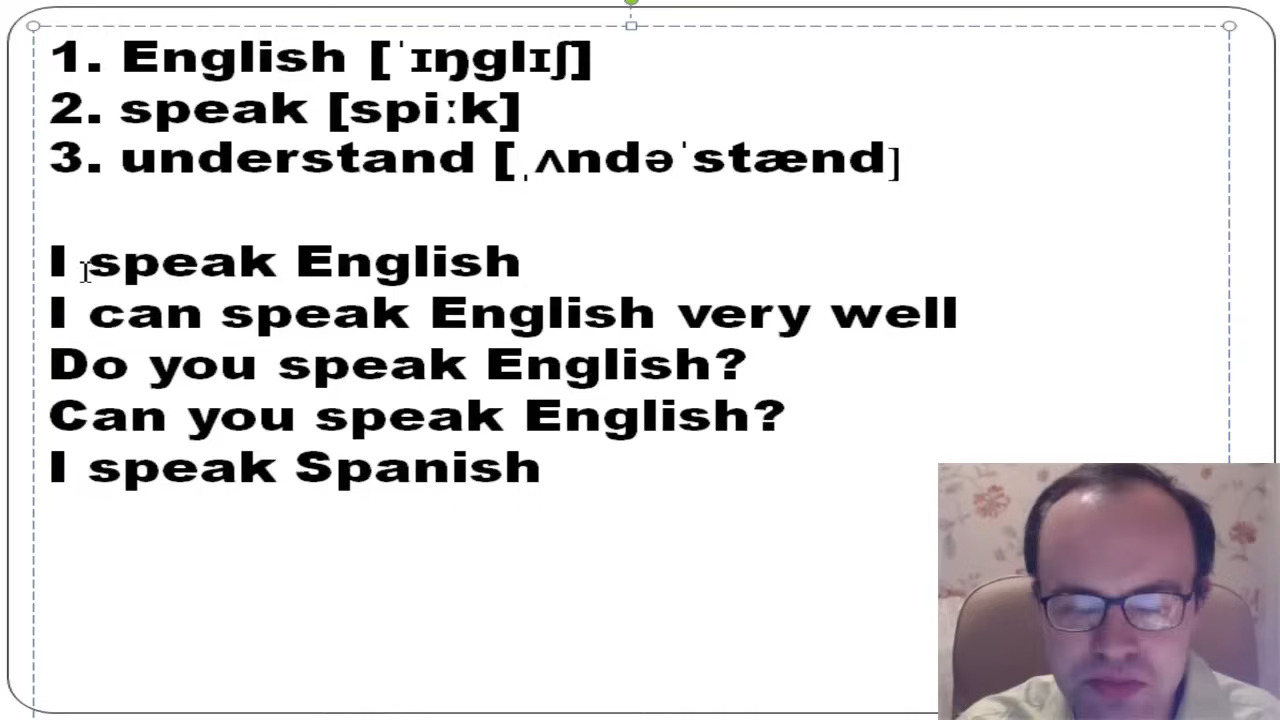 1. English [ˈɪŋglɪʃ]
2. speak [spiːk]
3. understand [ˌʌndəˈstænd]
I speak English
I can speak English very well
Do you speak English?
Can you speak English?
I speak Spanish